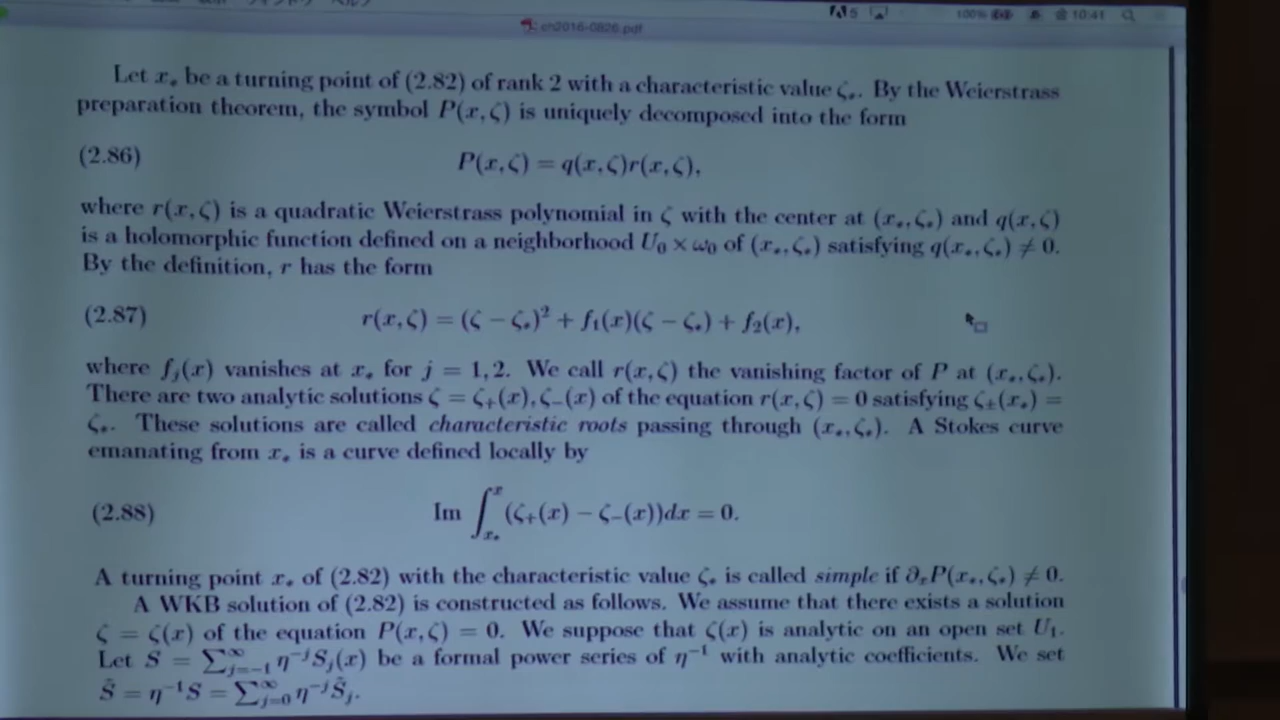 ch2016-0826.pdf
100%
10:41
Let x* be a turning point of (2.82) of rank 2 with a characteristic value ζ*. By the Weierstrass
preparation theorem, the symbol P(x, ζ) is uniquely decomposed into the form
(2.86) P(x, ζ) = q(x, ζ)r(x, ζ),
where r(x, ζ) is a quadratic Weierstrass polynomial in ζ with the center at (x*, ζ*) and q(x, ζ)
is a holomorphic function defined on a neighborhood U₀ × ω₀ of (x*, ζ*) satisfying q(x*, ζ*) ≠ 0.
By the definition, r has the form
(2.87) r(x, ζ) = (ζ − ζ*)² + f₁(x)(ζ − ζ*) + f₂(x),
where fⱼ(x) vanishes at x* for j = 1, 2. We call r(x, ζ) the vanishing factor of P at (x*, ζ*).
There are two analytic solutions ζ = ζ₊(x), ζ₋(x) of the equation r(x, ζ) = 0 satisfying ζ±(x*) =
ζ*. These solutions are called characteristic roots passing through (x*, ζ*). A Stokes curve
emanating from x* is a curve defined locally by
(2.88) Im ∫_{x*}^{x} (ζ₊(x) − ζ₋(x))dx = 0.
A turning point x* of (2.82) with the characteristic value ζ* is called simple if ∂ₓP(x*, ζ*) ≠ 0.
A WKB solution of (2.82) is constructed as follows. We assume that there exists a solution
ζ = ζ(x) of the equation P(x, ζ) = 0. We suppose that ζ(x) is analytic on an open set U₁.
Let S = ∑_{j=−1}^{∞} η^{−j}Sⱼ(x) be a formal power series of η^{−1} with analytic coefficients. We set
S̃ = η^{−1}S = ∑_{j=0}^{∞} η^{−j}S̃ⱼ.